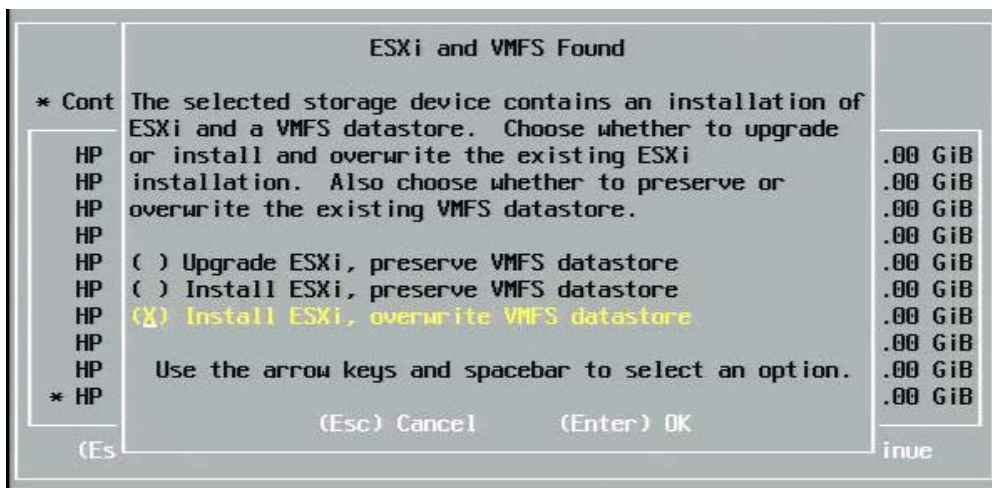 ESXi and VMFS Found
* Cont
The selected storage device contains an installation of
ESXi and a VMFS datastore.  Choose whether to upgrade
HP or install and overwrite the existing ESXi .00 GiB
HP installation.  Also choose whether to preserve or .00 GiB
HP overwrite the existing VMFS datastore. .00 GiB
HP .00 GiB
HP ( ) Upgrade ESXi, preserve VMFS datastore .00 GiB
HP ( ) Install ESXi, preserve VMFS datastore .00 GiB
HP (X) Install ESXi, overwrite VMFS datastore .00 GiB
HP .00 GiB
HP Use the arrow keys and spacebar to select an option. .00 GiB
* HP .00 GiB
(Esc) Cancel (Enter) OK
(Es inue